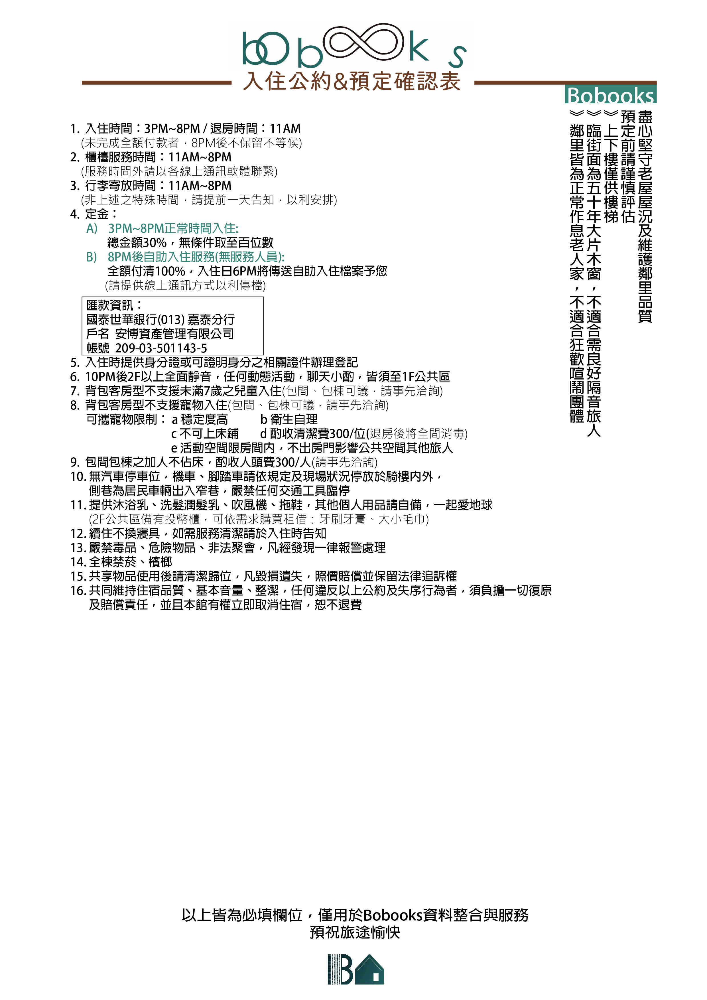 bobooks
入住公約&預定確認表
Bobooks
盡心堅守老屋屋況及維護鄰里品質
預定前請謹慎評估
》上下樓僅供樓梯
》臨街面為五十年大片木窗，不適合需良好隔音旅人
》鄰里皆為正常作息老人家，不適合狂歡喧鬧團體
1. 入住時間：3PM~8PM / 退房時間：11AM
(未完成全額付款者，8PM後不保留不等候)
2. 櫃檯服務時間：11AM~8PM
(服務時間外請以各線上通訊軟體聯繫)
3. 行李寄放時間：11AM~8PM
(非上述之特殊時間，請提前一天告知，以利安排)
4. 定金：
A) 3PM~8PM正常時間入住:
總金額30%，無條件取至百位數
B) 8PM後自助入住服務(無服務人員):
全額付清100%，入住日6PM將傳送自助入住檔案予您
(請提供線上通訊方式以利傳檔)
匯款資訊：
國泰世華銀行(013) 嘉泰分行
戶名 安博資產管理有限公司
帳號 209-03-501143-5
5. 入住時提供身分證或可證明身分之相關證件辦理登記
6. 10PM後2F以上全面靜音，任何動態活動，聊天小酌，皆須至1F公共區
7. 背包客房型不支援未滿7歲之兒童入住(包間、包棟可議，請事先洽詢)
8. 背包客房型不支援寵物入住(包間、包棟可議，請事先洽詢)
可攜寵物限制： a 穩定度高 b 衛生自理
c 不可上床鋪 d 酌收清潔費300/位(退房後將全間消毒)
e 活動空間限房間內，不出房門影響公共空間其他旅人
9. 包間包棟之加人不佔床，酌收人頭費300/人(請事先洽詢)
10. 無汽車停車位，機車、腳踏車請依規定及現場狀況停放於騎樓內外，
側巷為居民車輛出入窄巷，嚴禁任何交通工具臨停
11. 提供沐浴乳、洗髮潤髮乳、吹風機、拖鞋，其他個人用品請自備，一起愛地球
(2F公共區備有投幣櫃，可依需求購買租借：牙刷牙膏、大小毛巾)
12. 續住不換寢具，如需服務清潔請於入住時告知
13. 嚴禁毒品、危險物品、非法聚會，凡經發現一律報警處理
14. 全棟禁菸、檳榔
15. 共享物品使用後請清潔歸位，凡毀損遺失，照價賠償並保留法律追訴權
16. 共同維持住宿品質、基本音量、整潔，任何違反以上公約及失序行為者，須負擔一切復原
及賠償責任，並且本館有權立即取消住宿，恕不退費
以上皆為必填欄位，僅用於Bobooks資料整合與服務
預祝旅途愉快
B